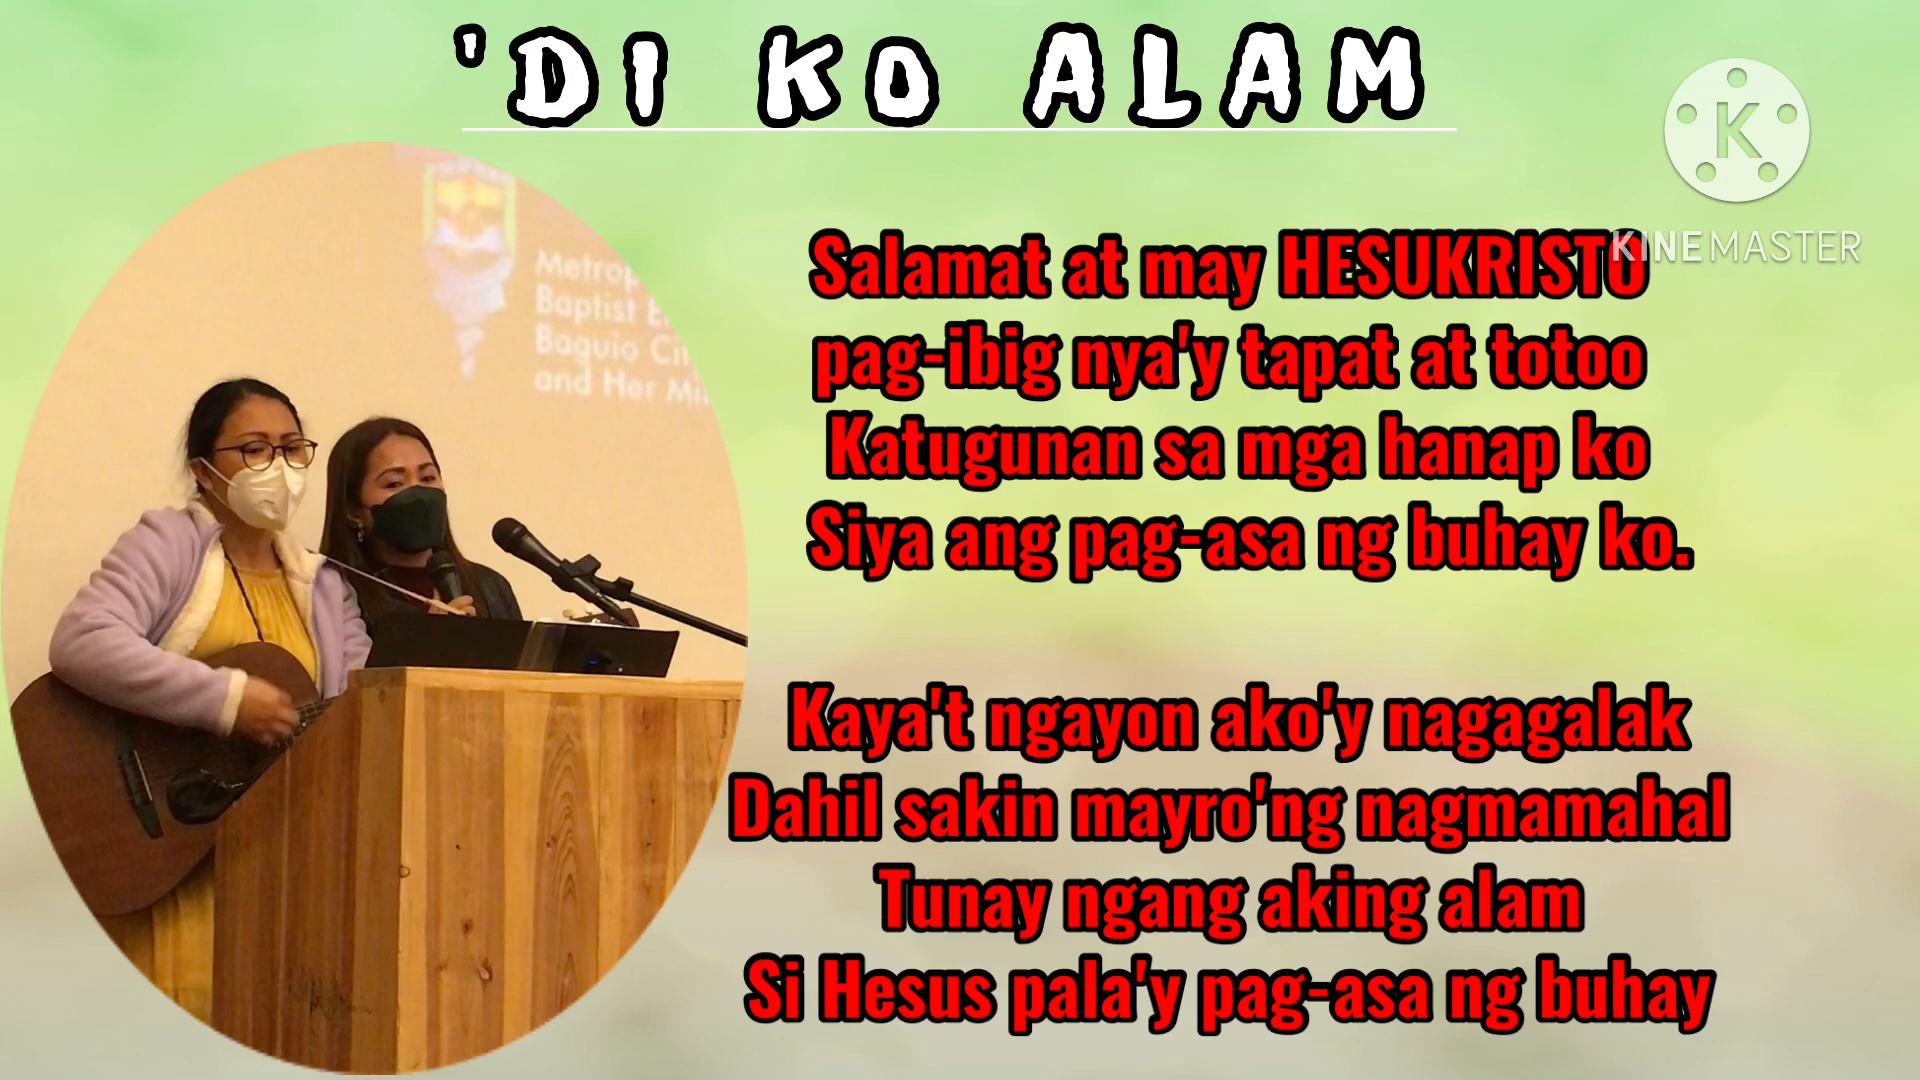 'DI KO ALAM
K
KINEMASTER
Metrop
Baptist
Baguio
and Her
Salamat at may HESUKRISTO
pag-ibig nya'y tapat at totoo
Katugunan sa mga hanap ko
Siya ang pag-asa ng buhay ko.
Kaya't ngayon ako'y nagagalak
Dahil sakin mayro'ng nagmamahal
Tunay ngang aking alam
Si Hesus pala'y pag-asa ng buhay